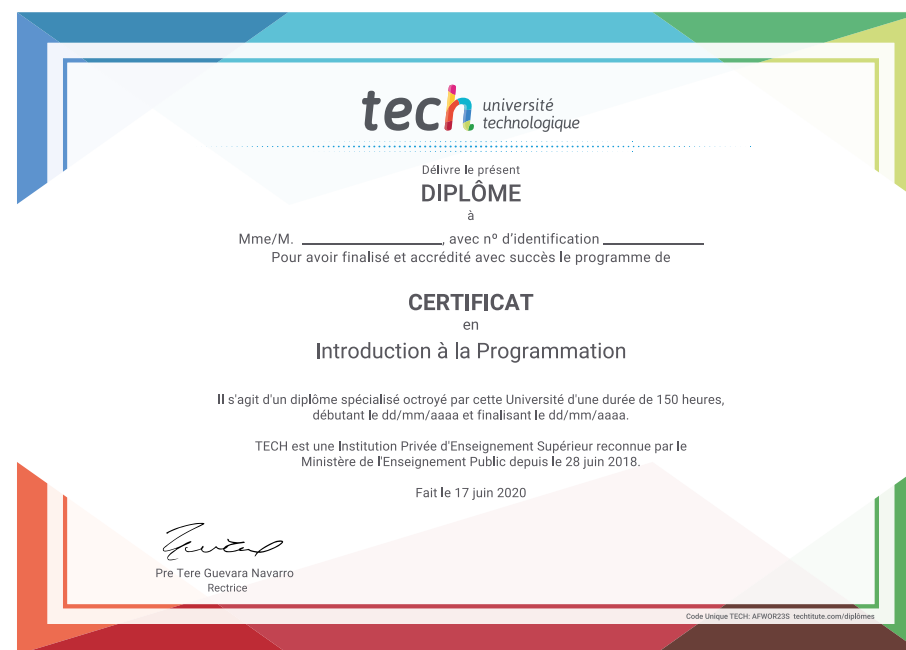 tech université
technologique
Délivre le présent
DIPLÔME
à
Mme/M. ____________________, avec nº d'identification ______________
Pour avoir finalisé et accrédité avec succès le programme de
CERTIFICAT
en
Introduction à la Programmation
Il s'agit d'un diplôme spécialisé octroyé par cette Université d'une durée de 150 heures,
débutant le dd/mm/aaaa et finalisant le dd/mm/aaaa.
TECH est une Institution Privée d'Enseignement Supérieur reconnue par le
Ministère de l'Enseignement Public depuis le 28 juin 2018.
Fait le 17 juin 2020
Pre Tere Guevara Navarro
Rectrice
Code Unique TECH: AFWOR23S techtitute.com/diplômes